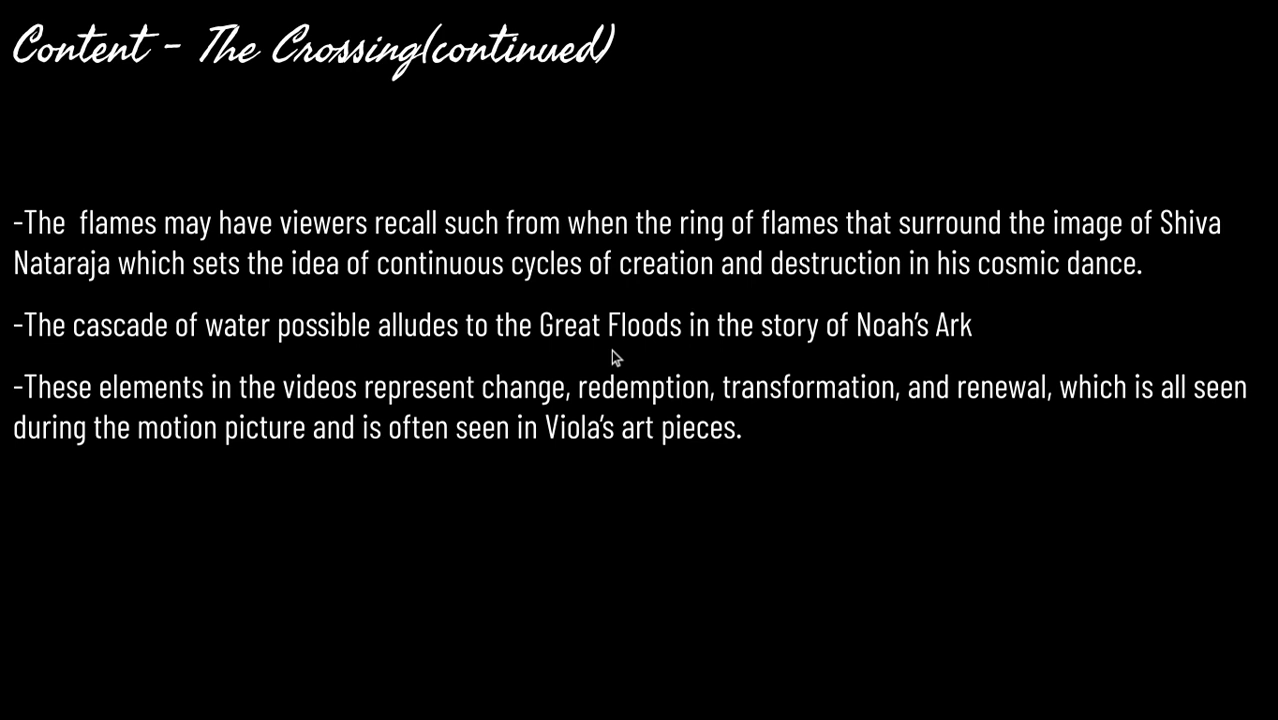 Content - The Crossing(continued)
-The  flames may have viewers recall such from when the ring of flames that surround the image of Shiva
Nataraja which sets the idea of continuous cycles of creation and destruction in his cosmic dance.
-The cascade of water possible alludes to the Great Floods in the story of Noah’s Ark
-These elements in the videos represent change, redemption, transformation, and renewal, which is all seen
during the motion picture and is often seen in Viola’s art pieces.